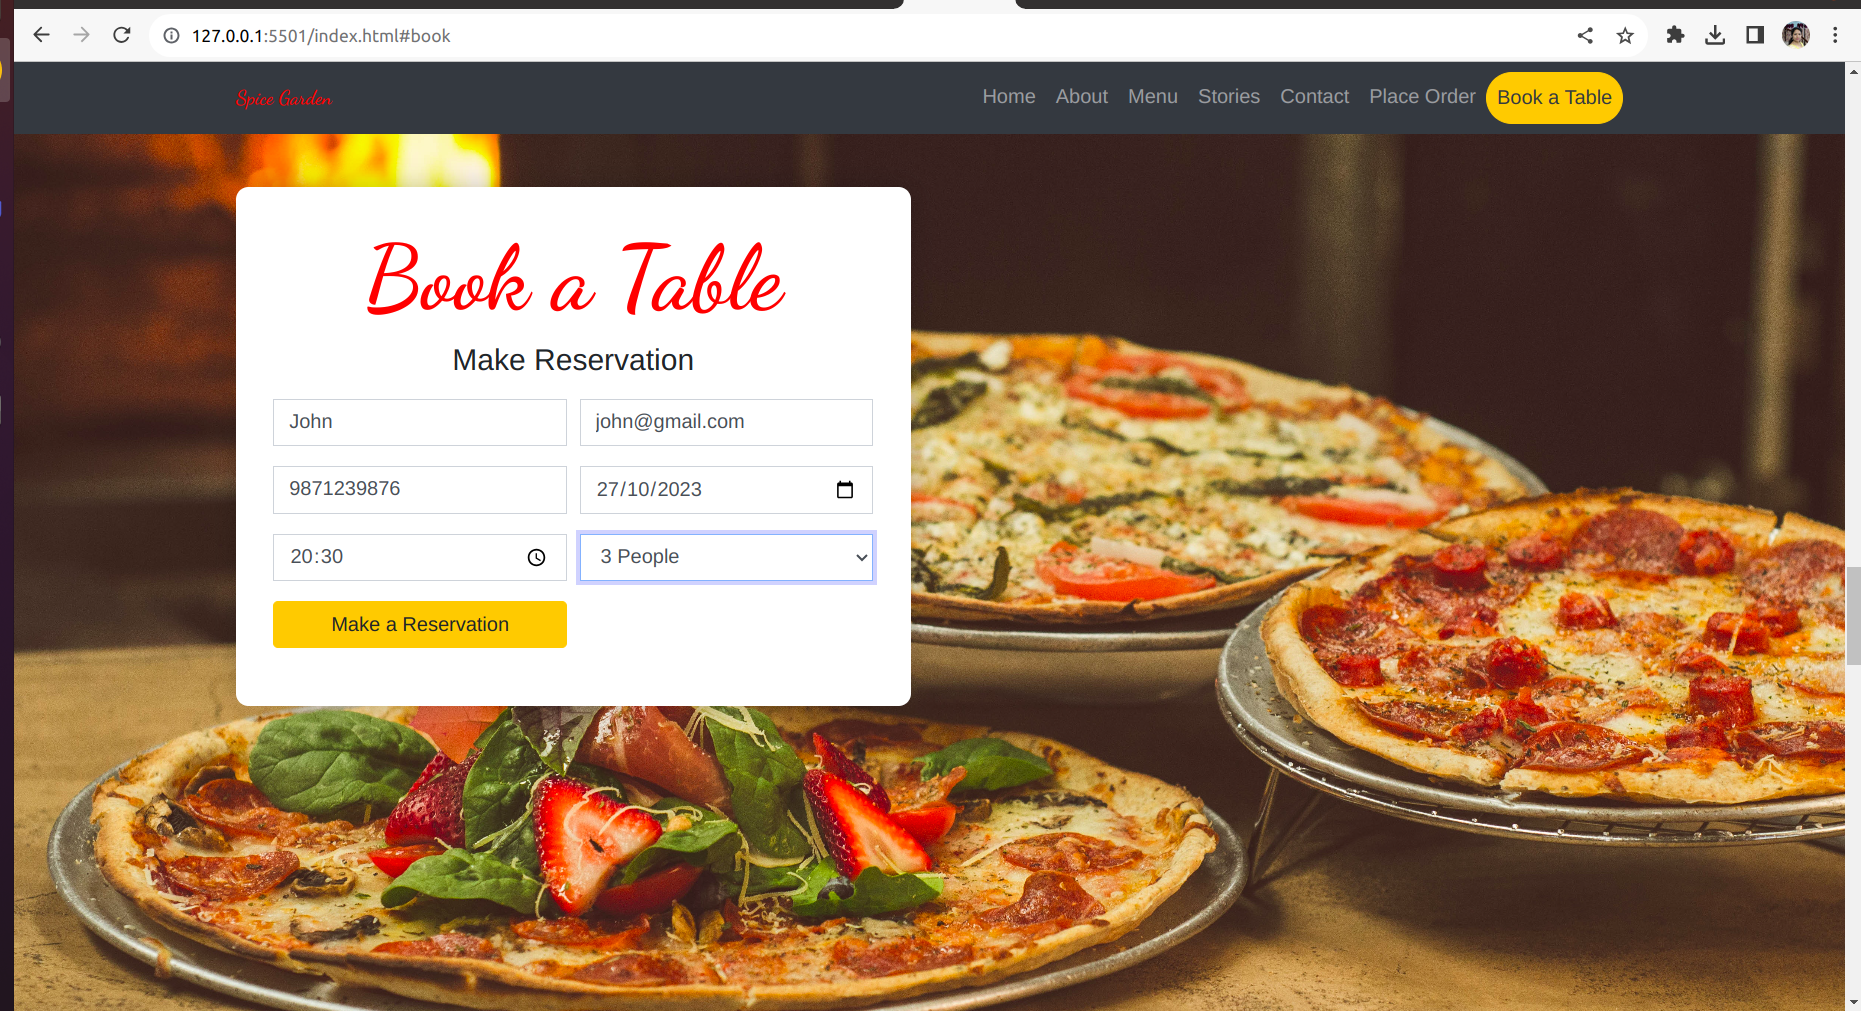 127.0.0.1:5501/index.html#book
Spice Garden
Home About Menu Stories Contact Place Order Book a Table
Book a Table
Make Reservation
John john@gmail.com
9871239876 27/10/2023
20:30 3 People
Make a Reservation